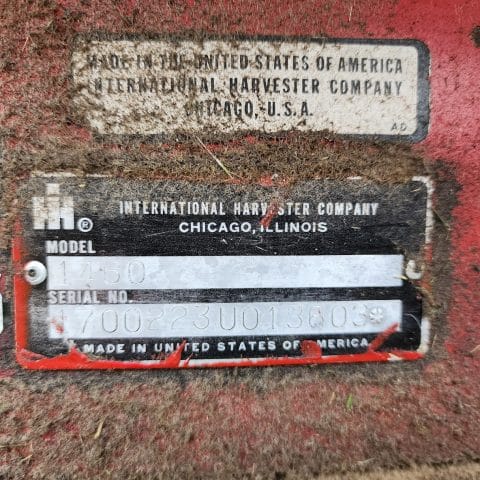 MADE IN THE UNITED STATES OF AMERICA
INTERNATIONAL HARVESTER COMPANY
CHICAGO, U.S.A.
AD
IH®
INTERNATIONAL HARVESTER COMPANY
CHICAGO, ILLINOIS
MODEL
1460
SERIAL NO.
MADE IN UNITED STATES OF AMERICA